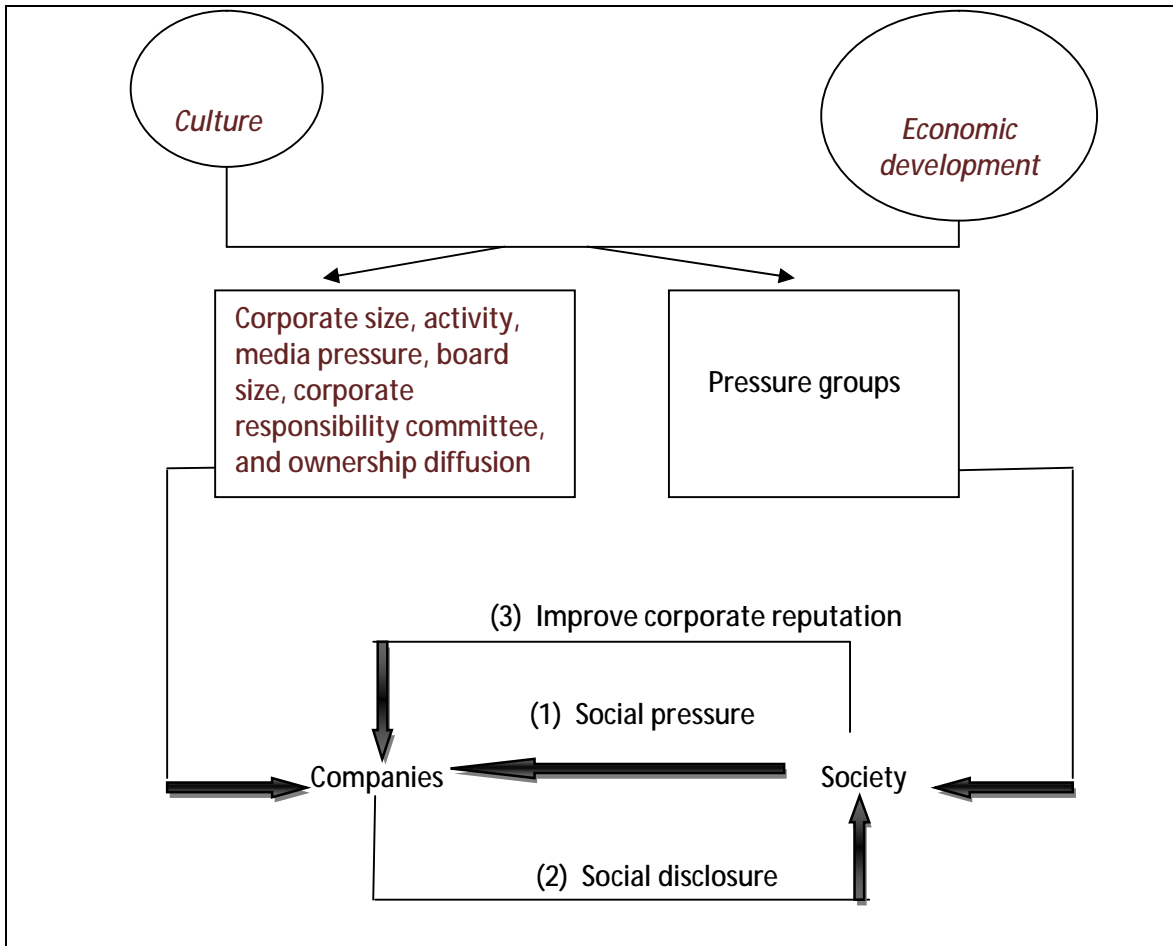 Culture
Economic
development
Corporate size, activity,
media pressure, board
size, corporate
responsibility committee,
and ownership diffusion
Pressure groups
(3) Improve corporate reputation
(1) Social pressure
Companies
Society
(2) Social disclosure